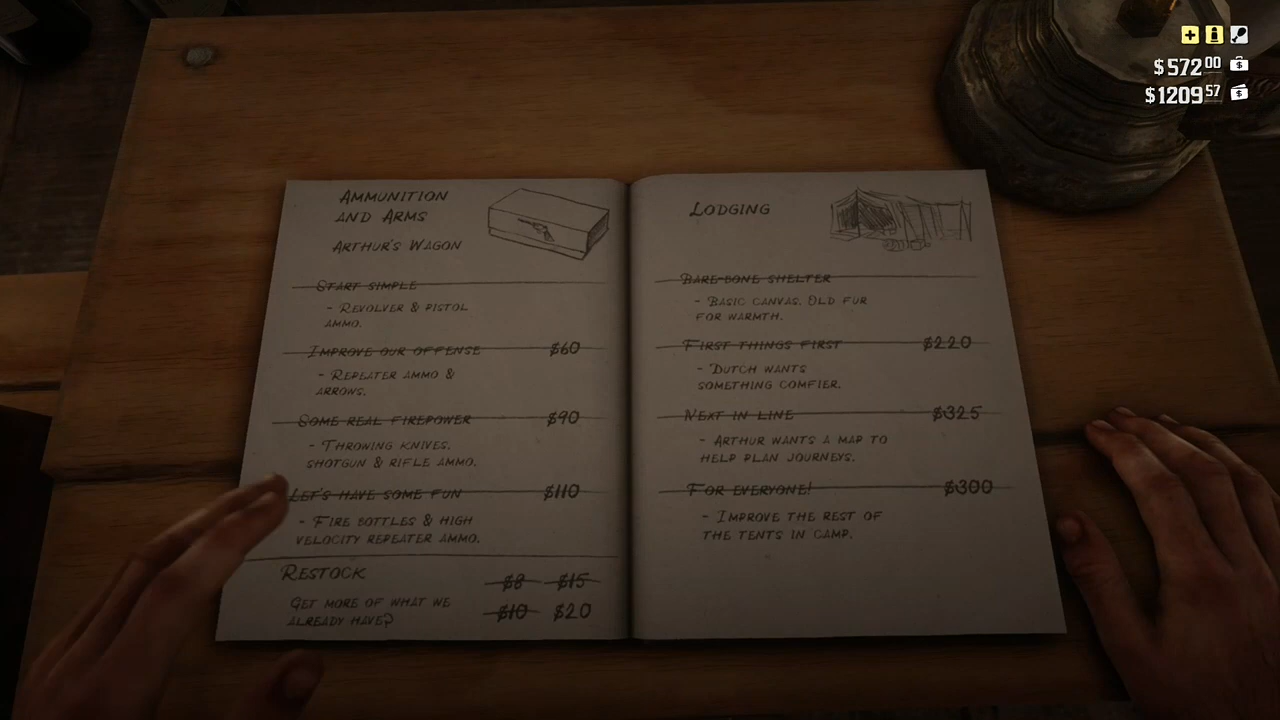 $572.00
$1209.57
AMMUNITION
AND ARMS
ARTHUR'S WAGON
START SIMPLE
- REVOLVER & PISTOL
AMMO.
IMPROVE OUR OFFENSE $60
- REPEATER AMMO &
ARROWS.
SOME REAL FIREPOWER $90
- THROWING KNIVES.
SHOTGUN & RIFLE AMMO.
LET'S HAVE SOME FUN $110
- FIRE BOTTLES & HIGH
VELOCITY REPEATER AMMO.
RESTOCK $8 $15
GET MORE OF WHAT WE $10 $20
ALREADY HAVE?
LODGING
BARE-BONE SHELTER
- BASIC CANVAS. OLD FUR
FOR WARMTH.
FIRST THINGS FIRST $220
- DUTCH WANTS
SOMETHING COMFIER.
NEXT IN LINE $325
- ARTHUR WANTS A MAP TO
HELP PLAN JOURNEYS.
FOR EVERYONE! $300
- IMPROVE THE REST OF
THE TENTS IN CAMP.